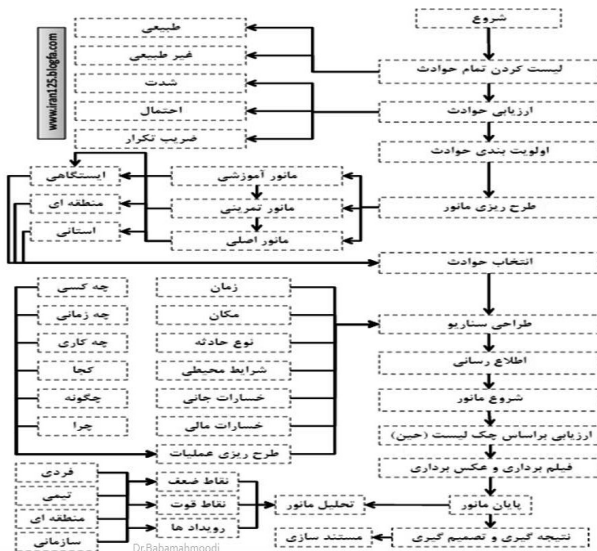 شروع
طبیعی
غیر طبیعی
لیست کردن تمام حوادث
شدت
احتمال
ارزیابی حوادث
ضریب تکرار
اولویت بندی حوادث
مانور آموزشی
ایستگاهی
طرح ریزی مانور
مانور تمرینی
منطقه ای
مانور اصلی
استانی
انتخاب حوادث
زمان
چه کسی
مکان
چه زمانی
طراحی سناریو
نوع حادثه
چه کاری
اطلاع رسانی
شرایط محیطی
کجا
شروع مانور
خسارات جانی
چگونه
ارزیابی براساس چک لیست (حین)
خسارات مالی
چرا
طرح ریزی عملیات
فیلم برداری و عکس برداری
نقاط ضعف
فردی
پایان مانور
تحلیل مانور
نقاط قوت
تیمی
رویداد ها
منطقه ای
نتیجه گیری و تصمیم گیری
مستند سازی
سازمانی
www.iran125.blogfa.com
Dr.Babamahmoodi